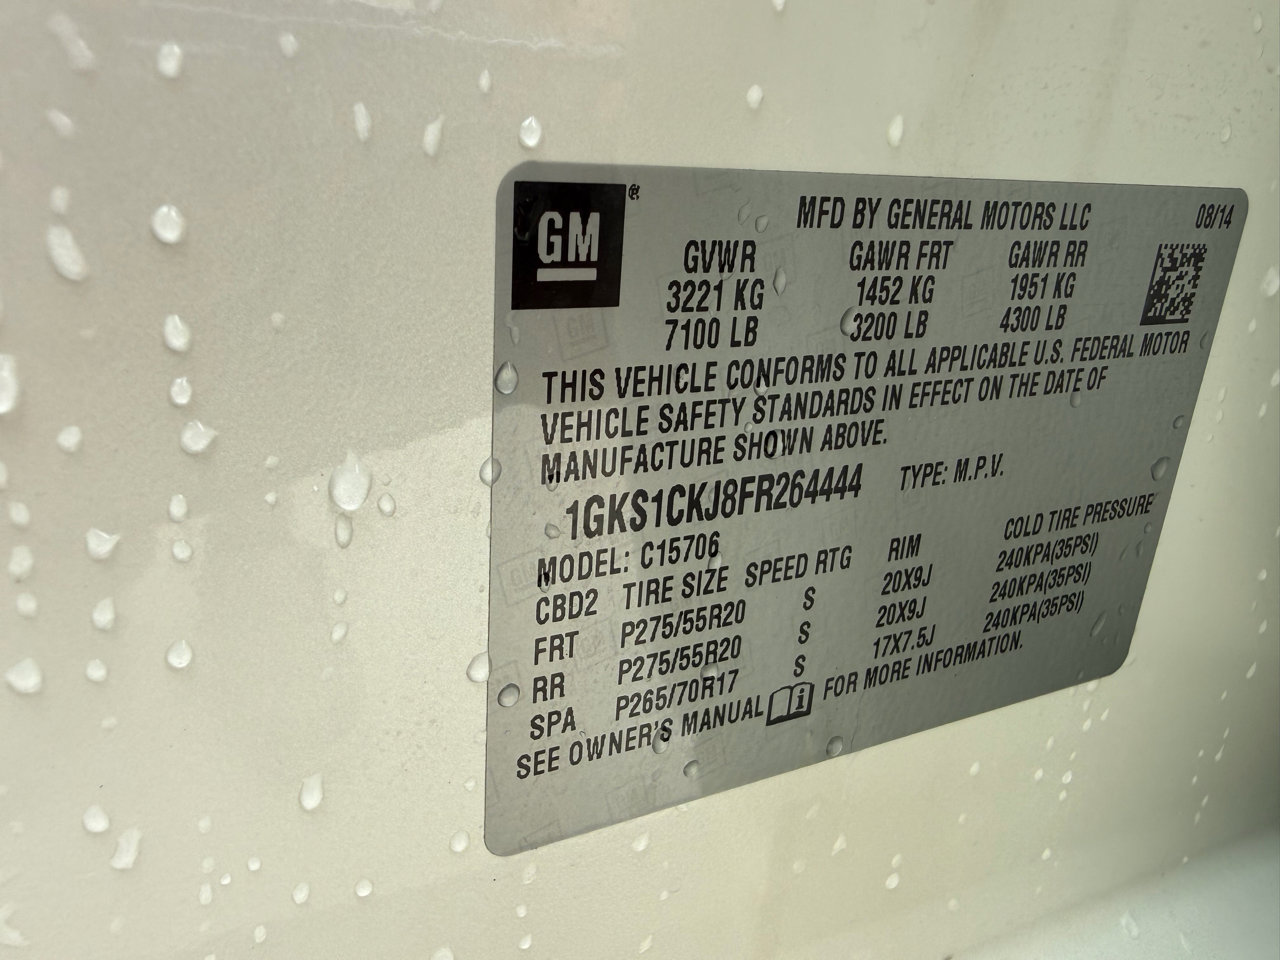 GM
MFD BY GENERAL MOTORS LLC 08/14
GVWR GAWR FRT GAWR RR
3221 KG 1452 KG 1951 KG
7100 LB 3200 LB 4300 LB
THIS VEHICLE CONFORMS TO ALL APPLICABLE U.S. FEDERAL MOTOR
VEHICLE SAFETY STANDARDS IN EFFECT ON THE DATE OF
MANUFACTURE SHOWN ABOVE.
1GKS1CKJ8FR264444 TYPE: M.P.V.
MODEL: C15706
CBD2 TIRE SIZE SPEED RTG RIM COLD TIRE PRESSURE
FRT P275/55R20 S 20X9J 240KPA(35PSI)
RR P275/55R20 S 20X9J 240KPA(35PSI)
SPA P265/70R17 S 17X7.5J 240KPA(35PSI)
SEE OWNER'S MANUAL FOR MORE INFORMATION.